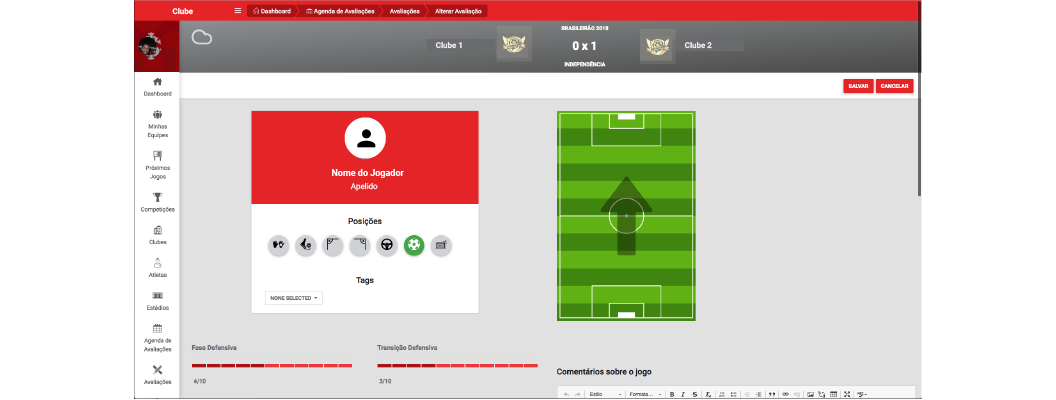 Clube
Dashboard
Agenda de Avaliações
Avaliações
Alterar Avaliação
BRASILEIRÃO 2018
Clube 1
0 x 1
Clube 2
INDEPENDÊNCIA
SALVAR
CANCELAR
Dashboard
Minhas
Equipes
Próximos
Jogos
Competições
Clubes
Atletas
Estádios
Agenda de
Avaliações
Avaliações
Nome do Jogador
Apelido
Posições
Tags
NONE SELECTED
Fase Defensiva
4/10
Transição Defensiva
3/10
Comentários sobre o jogo
Estilo
Formata...
B I S